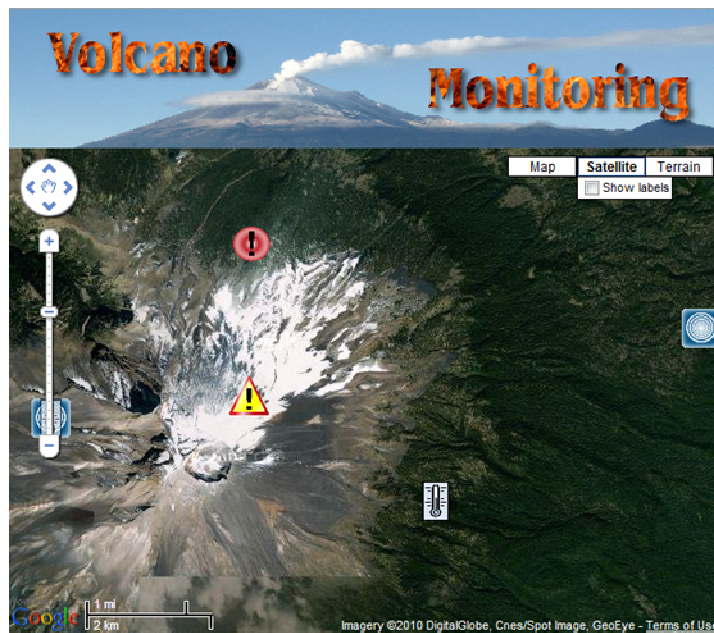 Volcano
Monitoring
Map Satellite Terrain
Show labels
!
!
1 mi
2 km
Google
Imagery ©2010 DigitalGlobe, Cnes/Spot Image, GeoEye - Terms of Use